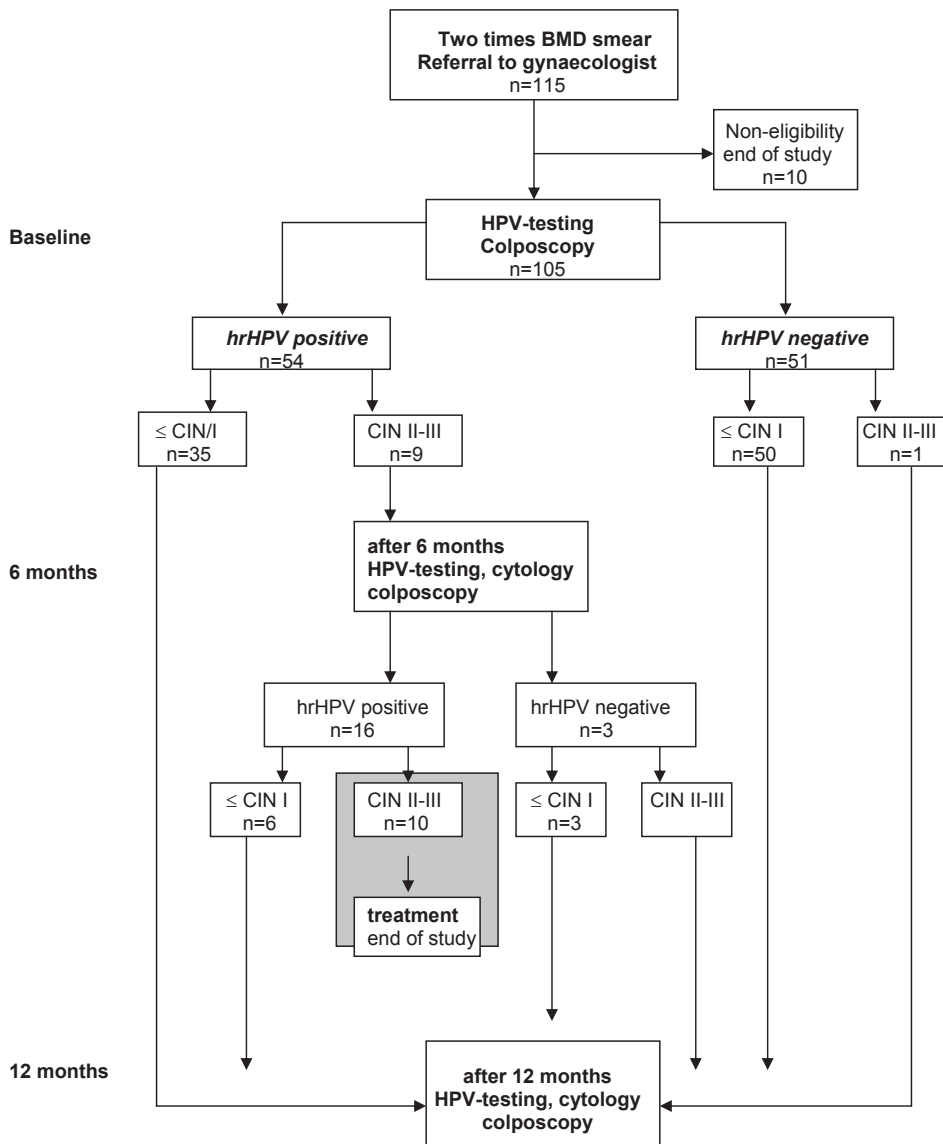 Two times BMD smear
Referral to gynaecologist
n=115
Non-eligibility
end of study
n=10
Baseline
HPV-testing
Colposcopy
n=105
hrHPV positive
n=54
hrHPV negative
n=51
≤ CIN/I
n=35
CIN II-III
n=9
≤ CIN I
n=50
CIN II-III
n=1
6 months
after 6 months
HPV-testing, cytology
colposcopy
hrHPV positive
n=16
hrHPV negative
n=3
≤ CIN I
n=6
CIN II-III
n=10
≤ CIN I
n=3
CIN II-III
treatment
end of study
12 months
after 12 months
HPV-testing, cytology
colposcopy